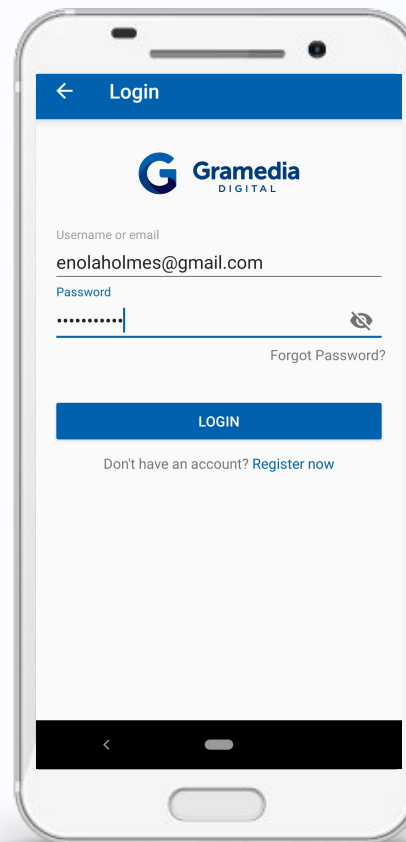 Login
Gramedia
DIGITAL
Username or email
enolaholmes@gmail.com
Password
•••••••••••
Forgot Password?
LOGIN
Don't have an account? Register now